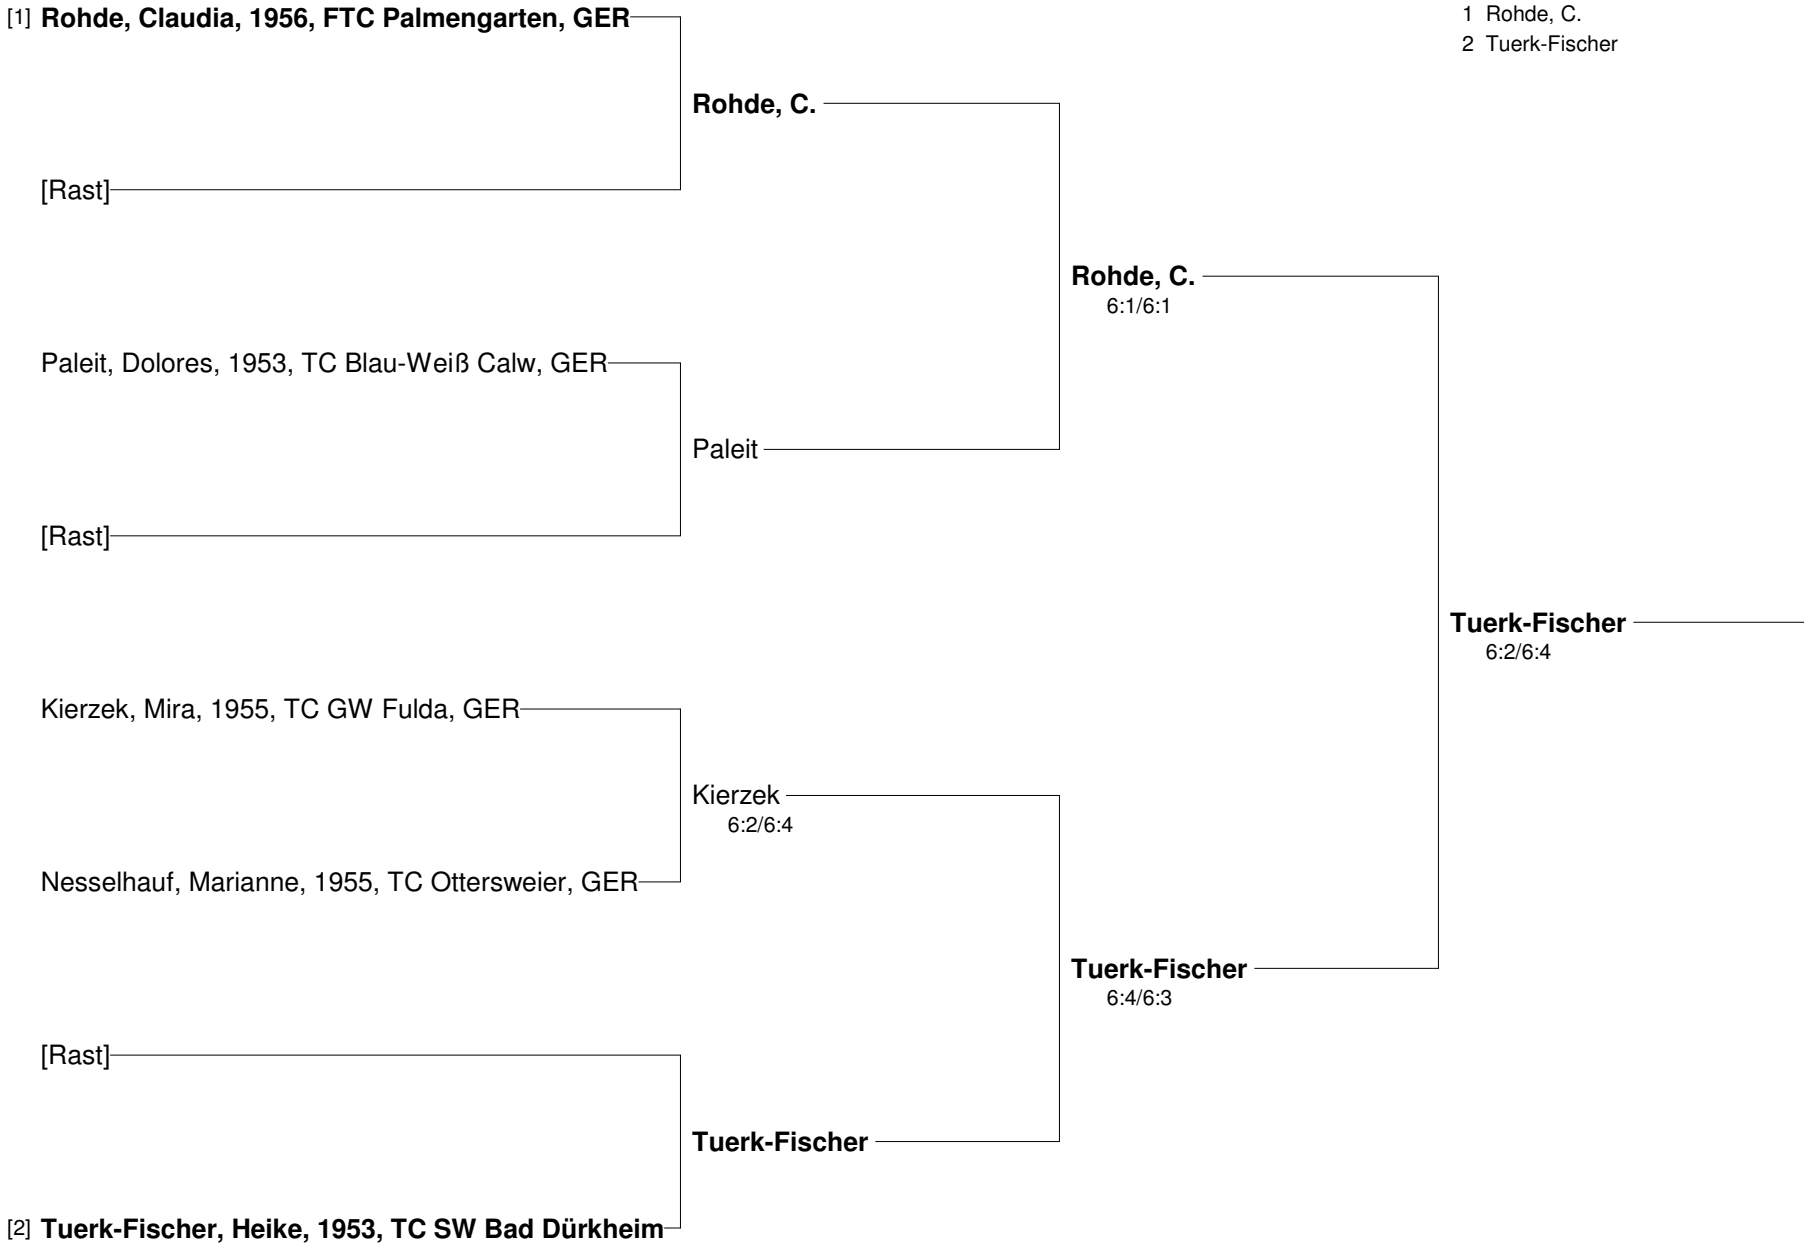 [1] Rohde, Claudia, 1956, FTC Palmengarten, GER
1 Rohde, C.
2 Tuerk-Fischer
Rohde, C.
[Rast]
Rohde, C.
6:1/6:1
Paleit, Dolores, 1953, TC Blau-Weiß Calw, GER
Paleit
[Rast]
Tuerk-Fischer
6:2/6:4
Kierzek, Mira, 1955, TC GW Fulda, GER
Kierzek
6:2/6:4
Nesselhauf, Marianne, 1955, TC Ottersweier, GER
Tuerk-Fischer
6:4/6:3
[Rast]
Tuerk-Fischer
[2] Tuerk-Fischer, Heike, 1953, TC SW Bad Dürkheim